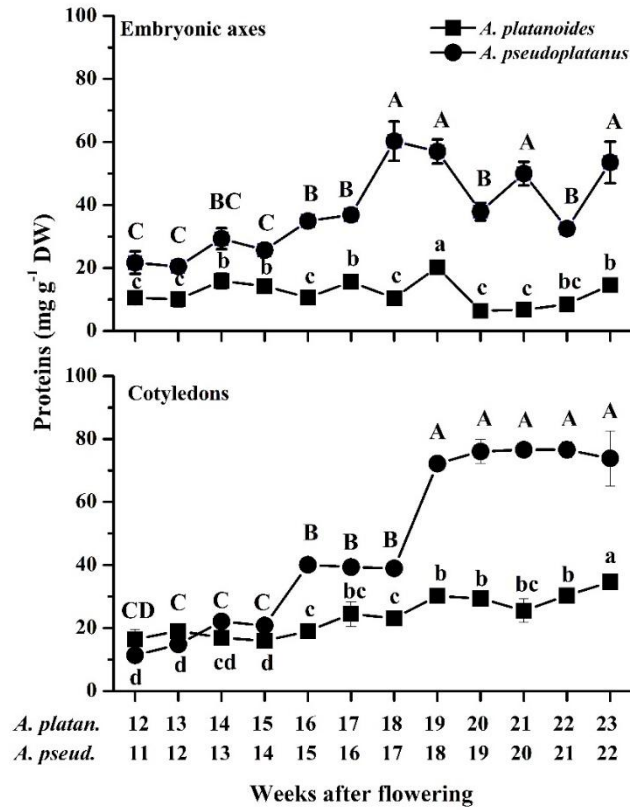 Embryonic axes
A. platanoides
A. pseudoplatanus
100
80
60
40
20
0
C C BC C B B A A B A B A
c c b b c b c a c c bc b
Proteins (mg g-1 DW)
Cotyledons
100
80
60
40
20
0
CD C C C B B B A A A A A
d d cd d c bc c b b bc b a
A. platan. 12 13 14 15 16 17 18 19 20 21 22 23
A. pseud. 11 12 13 14 15 16 17 18 19 20 21 22
Weeks after flowering